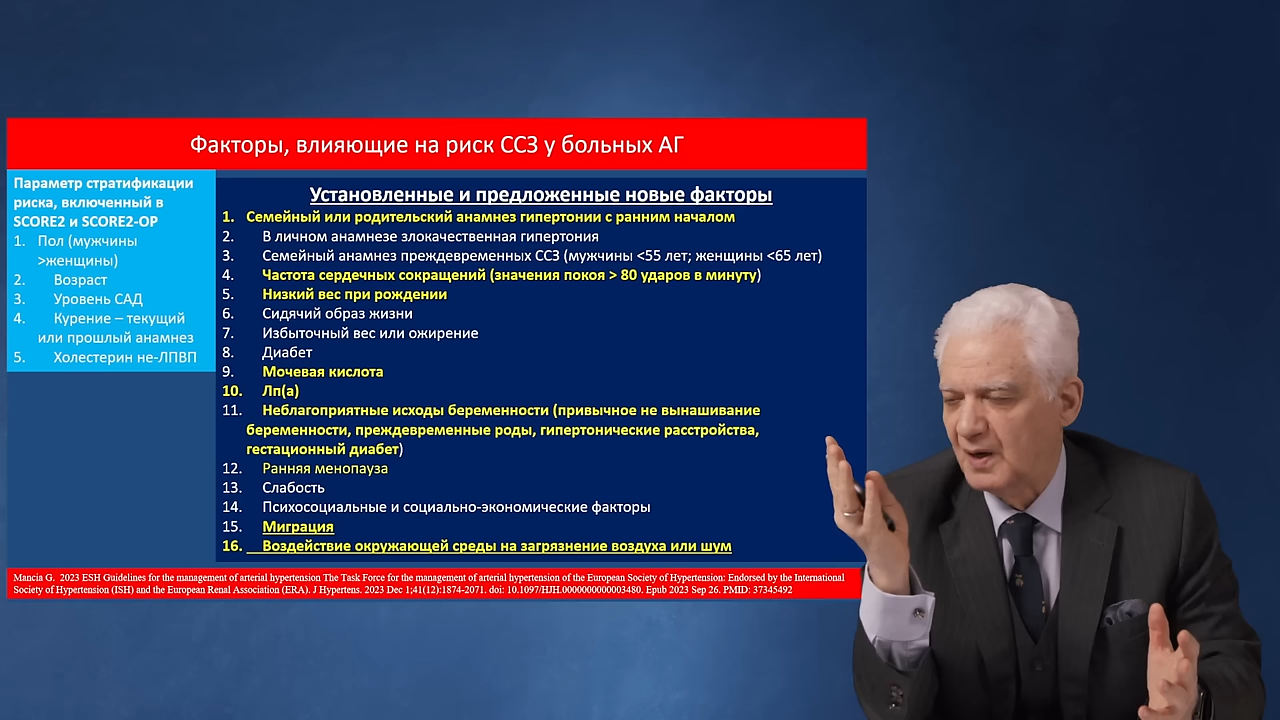 Факторы, влияющие на риск ССЗ у больных АГ
Параметр стратификации
риска, включенный в
SCORE2 и SCORE2-OP
1. Пол (мужчины
>женщины)
2. Возраст
3. Уровень САД
4. Курение – текущий
или прошлый анамнез
5. Холестерин не-ЛПВП
Установленные и предложенные новые факторы
1. Семейный или родительский анамнез гипертонии с ранним началом
2. В личном анамнезе злокачественная гипертония
3. Семейный анамнез преждевременных ССЗ (мужчины <55 лет; женщины <65 лет)
4. Частота сердечных сокращений (значения покоя > 80 ударов в минуту)
5. Низкий вес при рождении
6. Сидячий образ жизни
7. Избыточный вес или ожирение
8. Диабет
9. Мочевая кислота
10. Лп(а)
11. Неблагоприятные исходы беременности (привычное не вынашивание
беременности, преждевременные роды, гипертонические расстройства,
гестационный диабет)
12. Ранняя менопауза
13. Слабость
14. Психосоциальные и социально-экономические факторы
15. Миграция
16. Воздействие окружающей среды на загрязнение воздуха или шум
Mancia G. 2023 ESH Guidelines for the management of arterial hypertension The Task Force for the management of arterial hypertension of the European Society of Hypertension: Endorsed by the International
Society of Hypertension (ISH) and the European Renal Association (ERA). J Hypertens. 2023 Dec 1;41(12):1874-2071. doi: 10.1097/HJH.0000000000003480. Epub 2023 Sep 26. PMID: 37345492